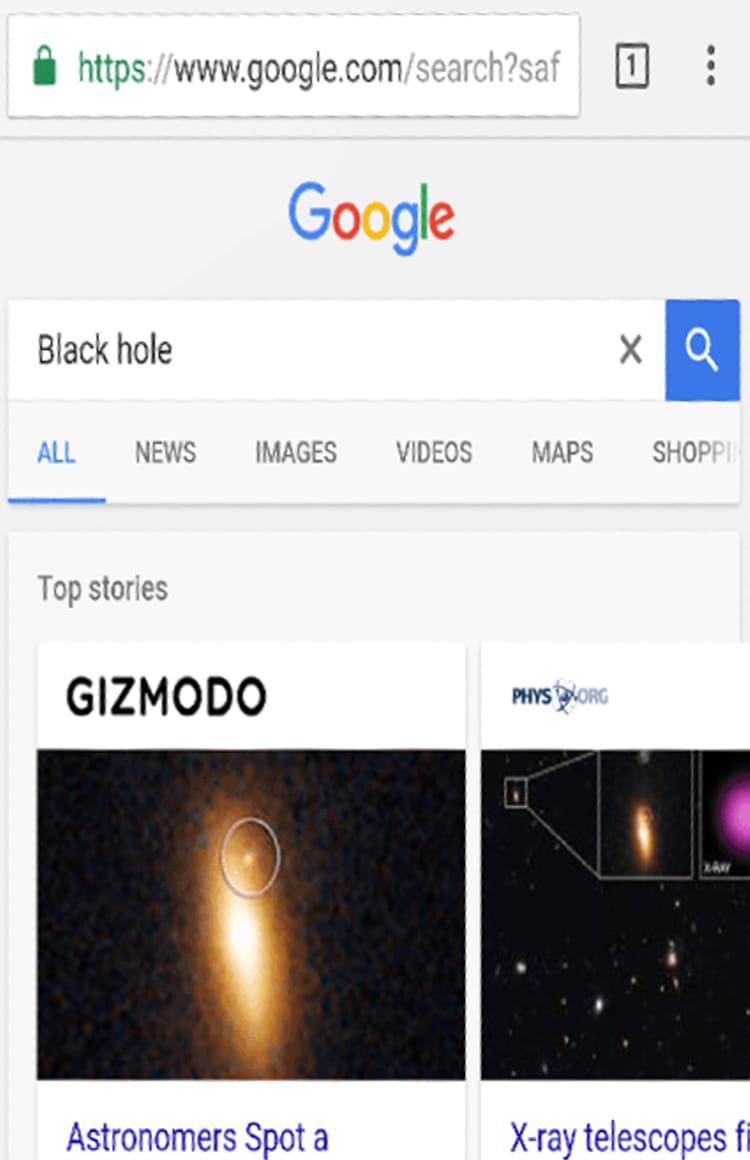 https://www.google.com/search?saf
1
Google
Black hole
ALL NEWS IMAGES VIDEOS MAPS SHOPPIN
Top stories
GIZMODO
PHYS ORG
X-RAY
Astronomers Spot a
X-ray telescopes fi